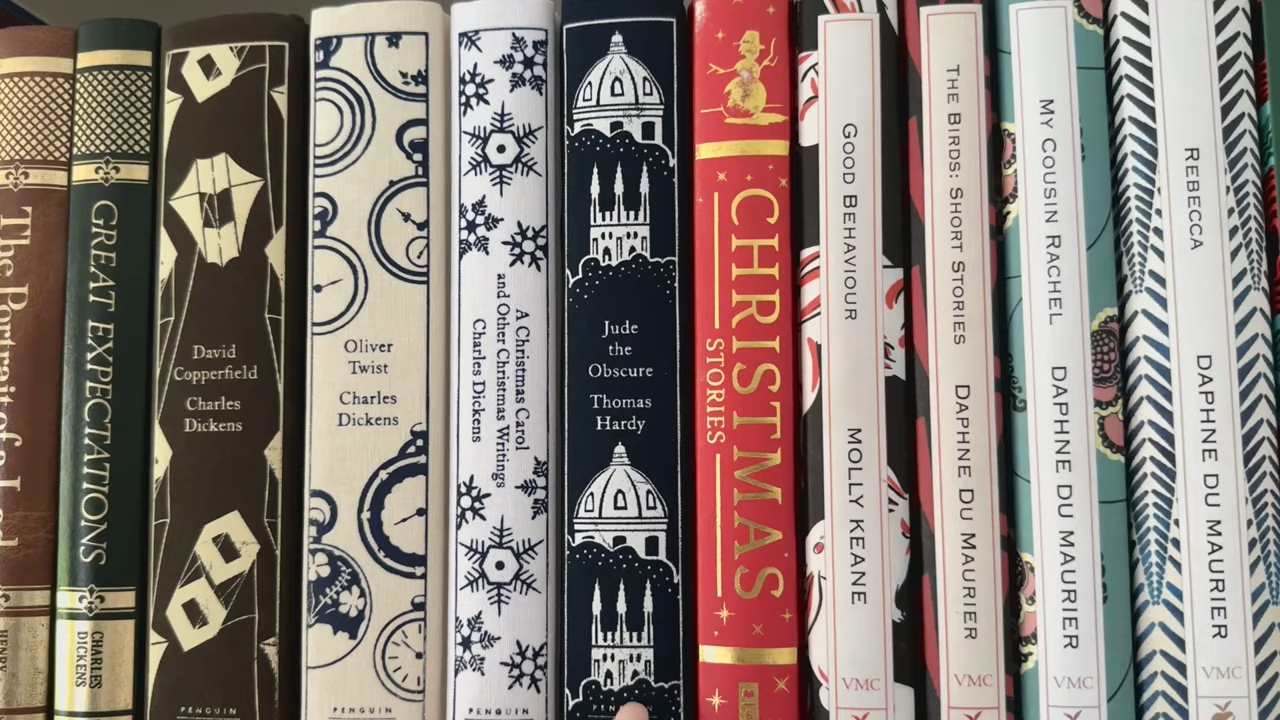 The Portrait of a Lad
HENRY
GREAT EXPECTATIONS
CHARLES
DICKENS
David
Copperfield
Charles
Dickens
PENGUIN
Oliver
Twist
Charles
Dickens
PENGUIN
A Christmas Carol
and Other Christmas Writings
Charles Dickens
PENGUIN
Jude
the
Obscure
Thomas
Hardy
CHRISTMAS
STORIES
GOOD BEHAVIOUR
MOLLY KEANE
VMC
THE BIRDS: SHORT STORIES
DAPHNE DU MAURIER
VMC
MY COUSIN RACHEL
DAPHNE DU MAURIER
VMC
REBECCA
DAPHNE DU MAURIER
VMC